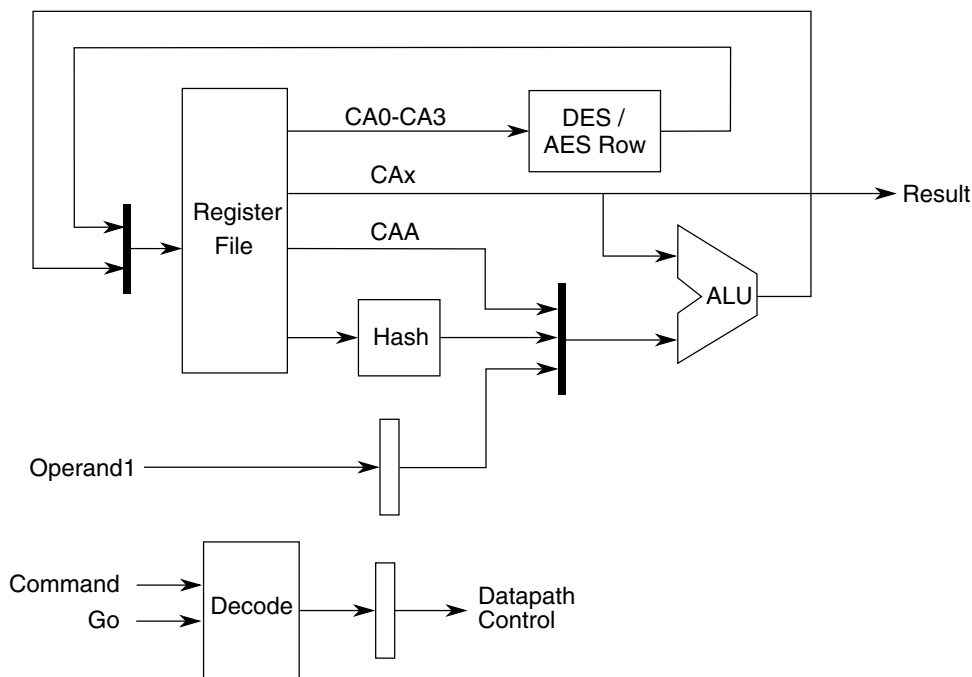 CA0-CA3
DES /
AES Row
CAx
Result
Register
File
CAA
ALU
Hash
Operand1
Command
Go
Decode
Datapath
Control